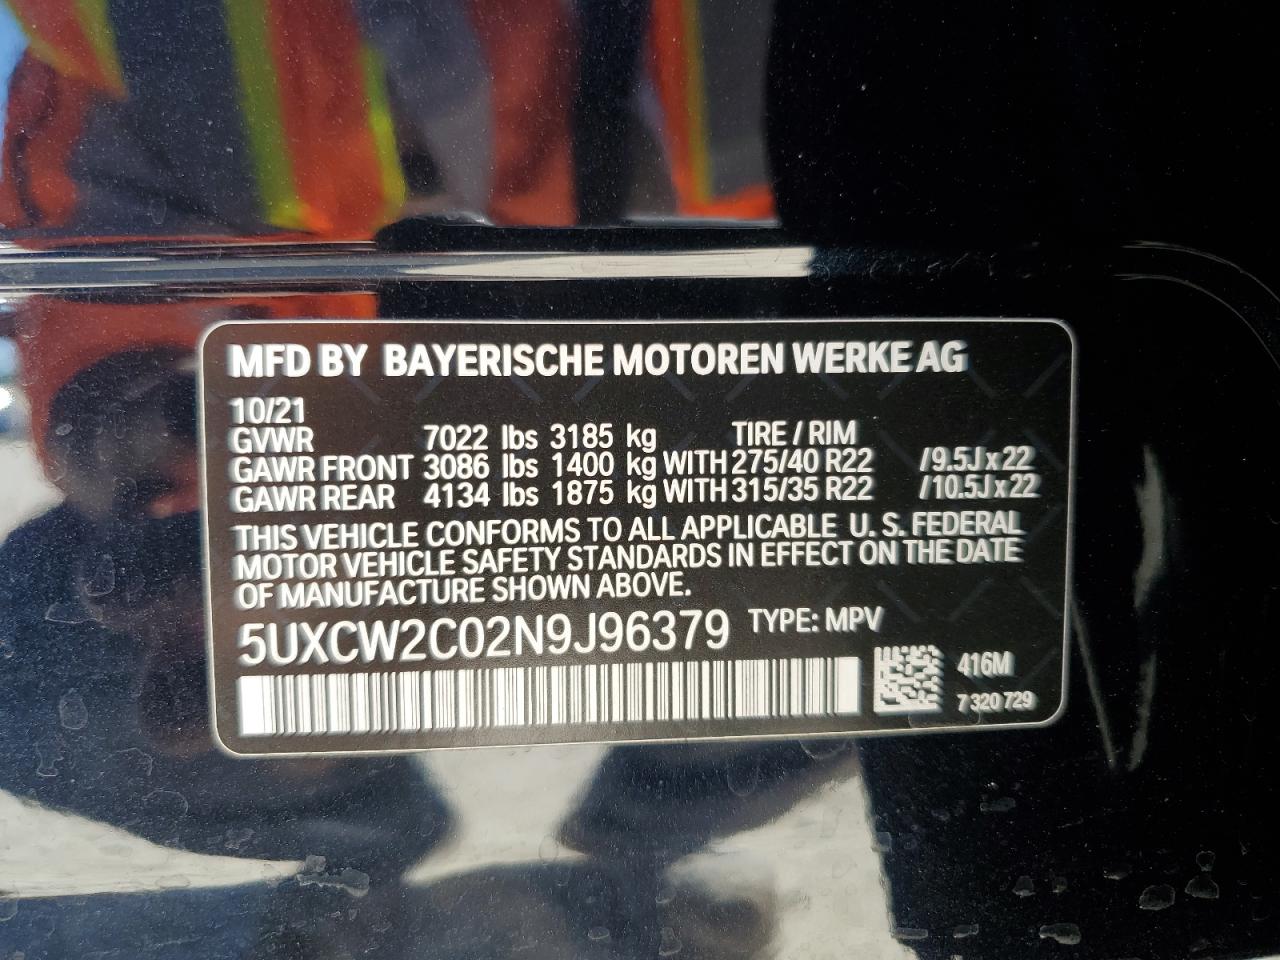 MFD BY BAYERISCHE MOTOREN WERKE AG
10/21
GVWR 7022 lbs 3185 kg TIRE / RIM
GAWR FRONT 3086 lbs 1400 kg WITH 275/40 R22 /9.5J x 22
GAWR REAR 4134 lbs 1875 kg WITH 315/35 R22 /10.5J x 22
THIS VEHICLE CONFORMS TO ALL APPLICABLE U. S. FEDERAL
MOTOR VEHICLE SAFETY STANDARDS IN EFFECT ON THE DATE
OF MANUFACTURE SHOWN ABOVE.
5UXCW2C02N9J96379 TYPE: MPV
416M
7 320 729